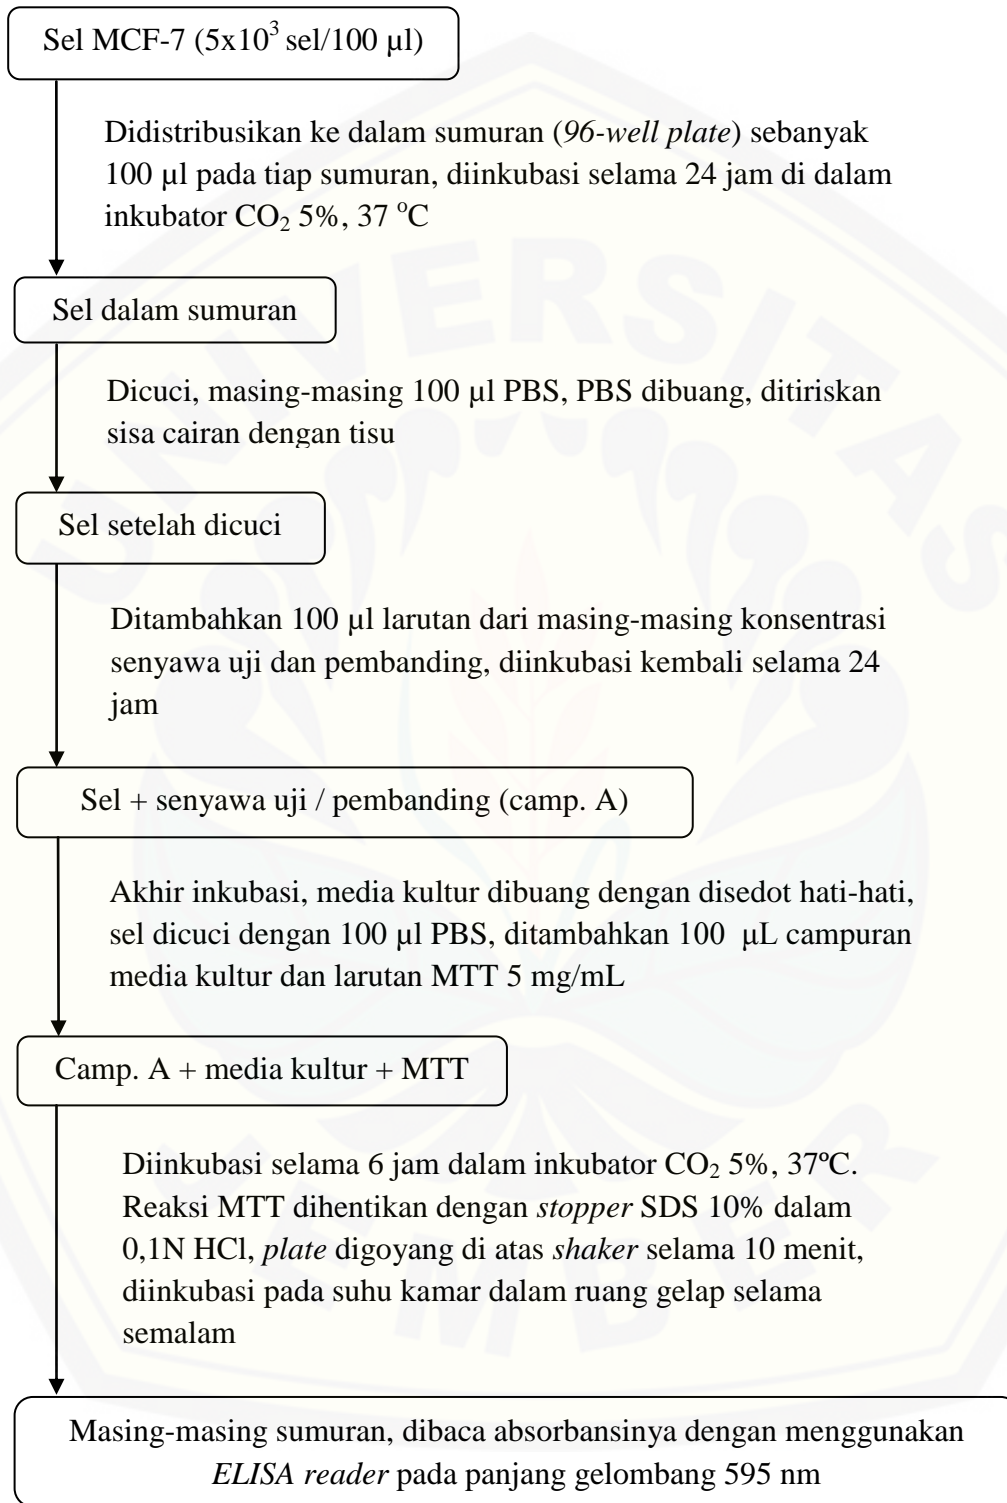 Sel MCF-7 (5x10³ sel/100 µl)
Didistribusikan ke dalam sumuran (96-well plate) sebanyak
100 µl pada tiap sumuran, diinkubasi selama 24 jam di dalam
inkubator CO₂ 5%, 37 °C
Sel dalam sumuran
Dicuci, masing-masing 100 µl PBS, PBS dibuang, ditiriskan
sisa cairan dengan tisu
Sel setelah dicuci
Ditambahkan 100 µl larutan dari masing-masing konsentrasi
senyawa uji dan pembanding, diinkubasi kembali selama 24
jam
Sel + senyawa uji / pembanding (camp. A)
Akhir inkubasi, media kultur dibuang dengan disedot hati-hati,
sel dicuci dengan 100 µl PBS, ditambahkan 100 µL campuran
media kultur dan larutan MTT 5 mg/mL
Camp. A + media kultur + MTT
Diinkubasi selama 6 jam dalam inkubator CO₂ 5%, 37ºC.
Reaksi MTT dihentikan dengan stopper SDS 10% dalam
0,1N HCl, plate digoyang di atas shaker selama 10 menit,
diinkubasi pada suhu kamar dalam ruang gelap selama
semalam
Masing-masing sumuran, dibaca absorbansinya dengan menggunakan
ELISA reader pada panjang gelombang 595 nm
UNIVERSITAS
JEMBER